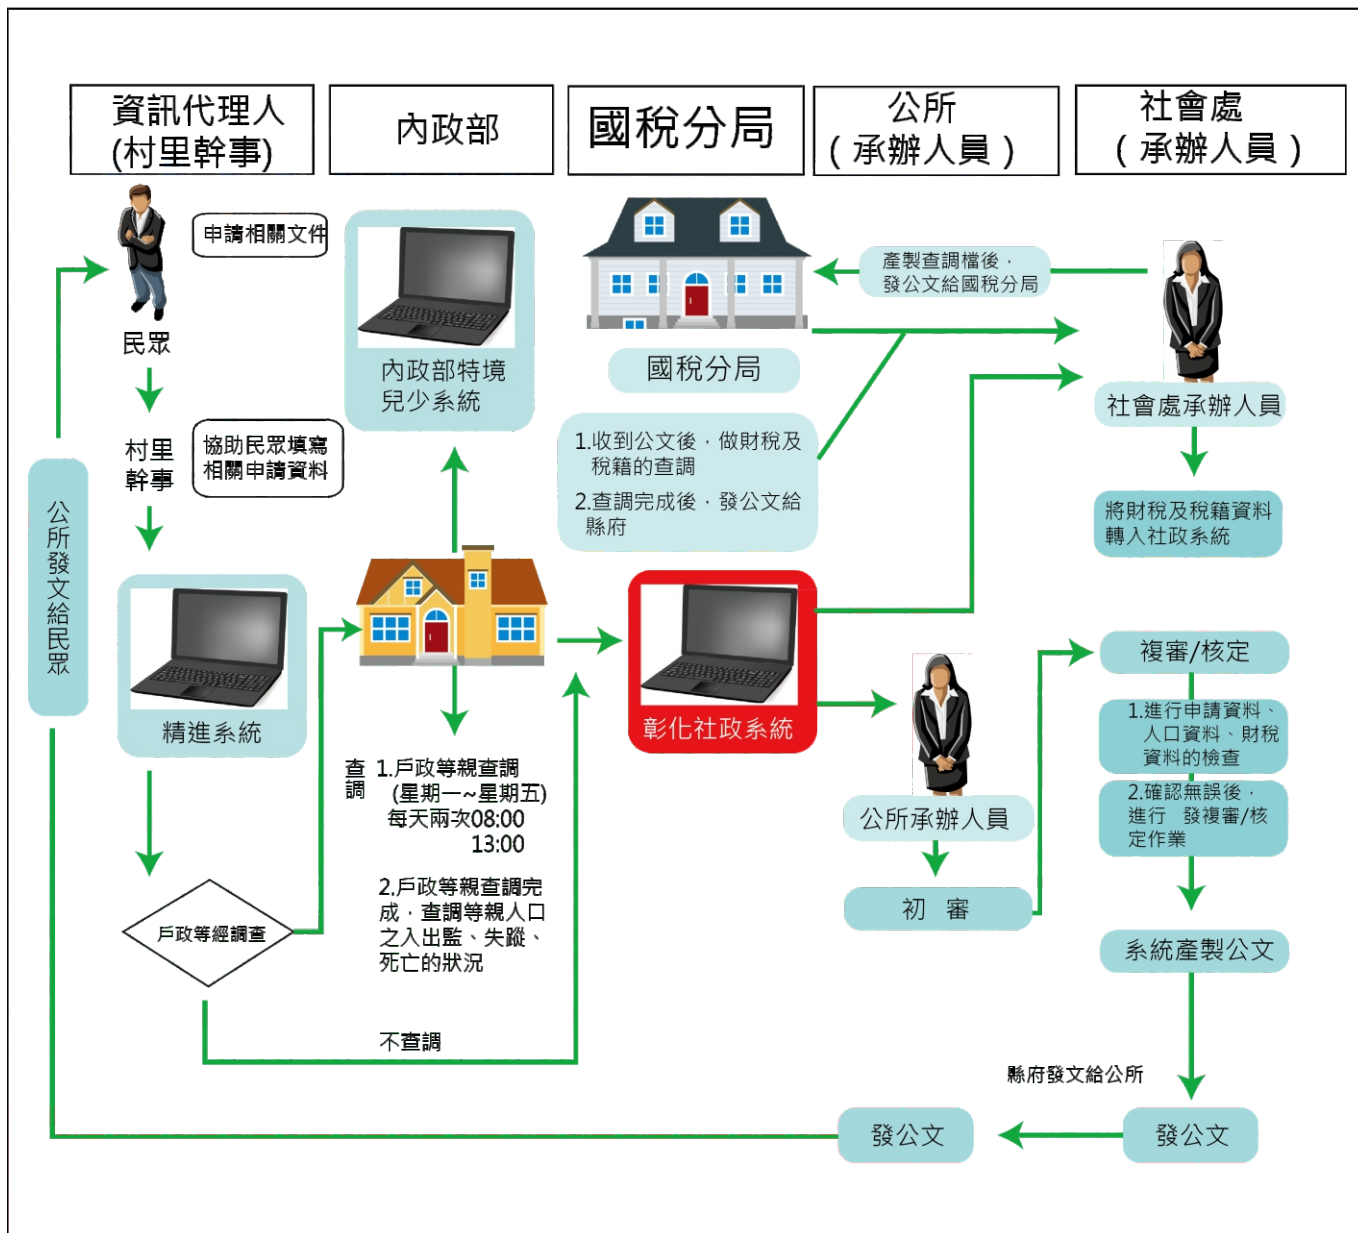 資訊代理人
(村里幹事)
內政部
國稅分局
公所
(承辦人員)
社會處
(承辦人員)
申請相關文件
民眾
村里
幹事
協助民眾填寫
相關申請資料
公所發文給民眾
精進系統
戶政等經調查
內政部特境
兒少系統
查調
1.戶政等親查調
(星期一~星期五)
每天兩次08:00
13:00
2.戶政等親查調完
成，查調等親人口
之入出監、失蹤、
死亡的狀況
不查調
國稅分局
1.收到公文後，做財稅及
稅籍的查調
2.查調完成後，發公文給
縣府
彰化社政系統
產製查調檔後，
發公文給國稅分局
公所承辦人員
初 審
社會處承辦人員
將財稅及稅籍資料
轉入社政系統
複審/核定
1.進行申請資料、
人口資料、財稅
資料的檢查
2.確認無誤後，
進行 發複審/核
定作業
系統產製公文
縣府發文給公所
發公文
發公文